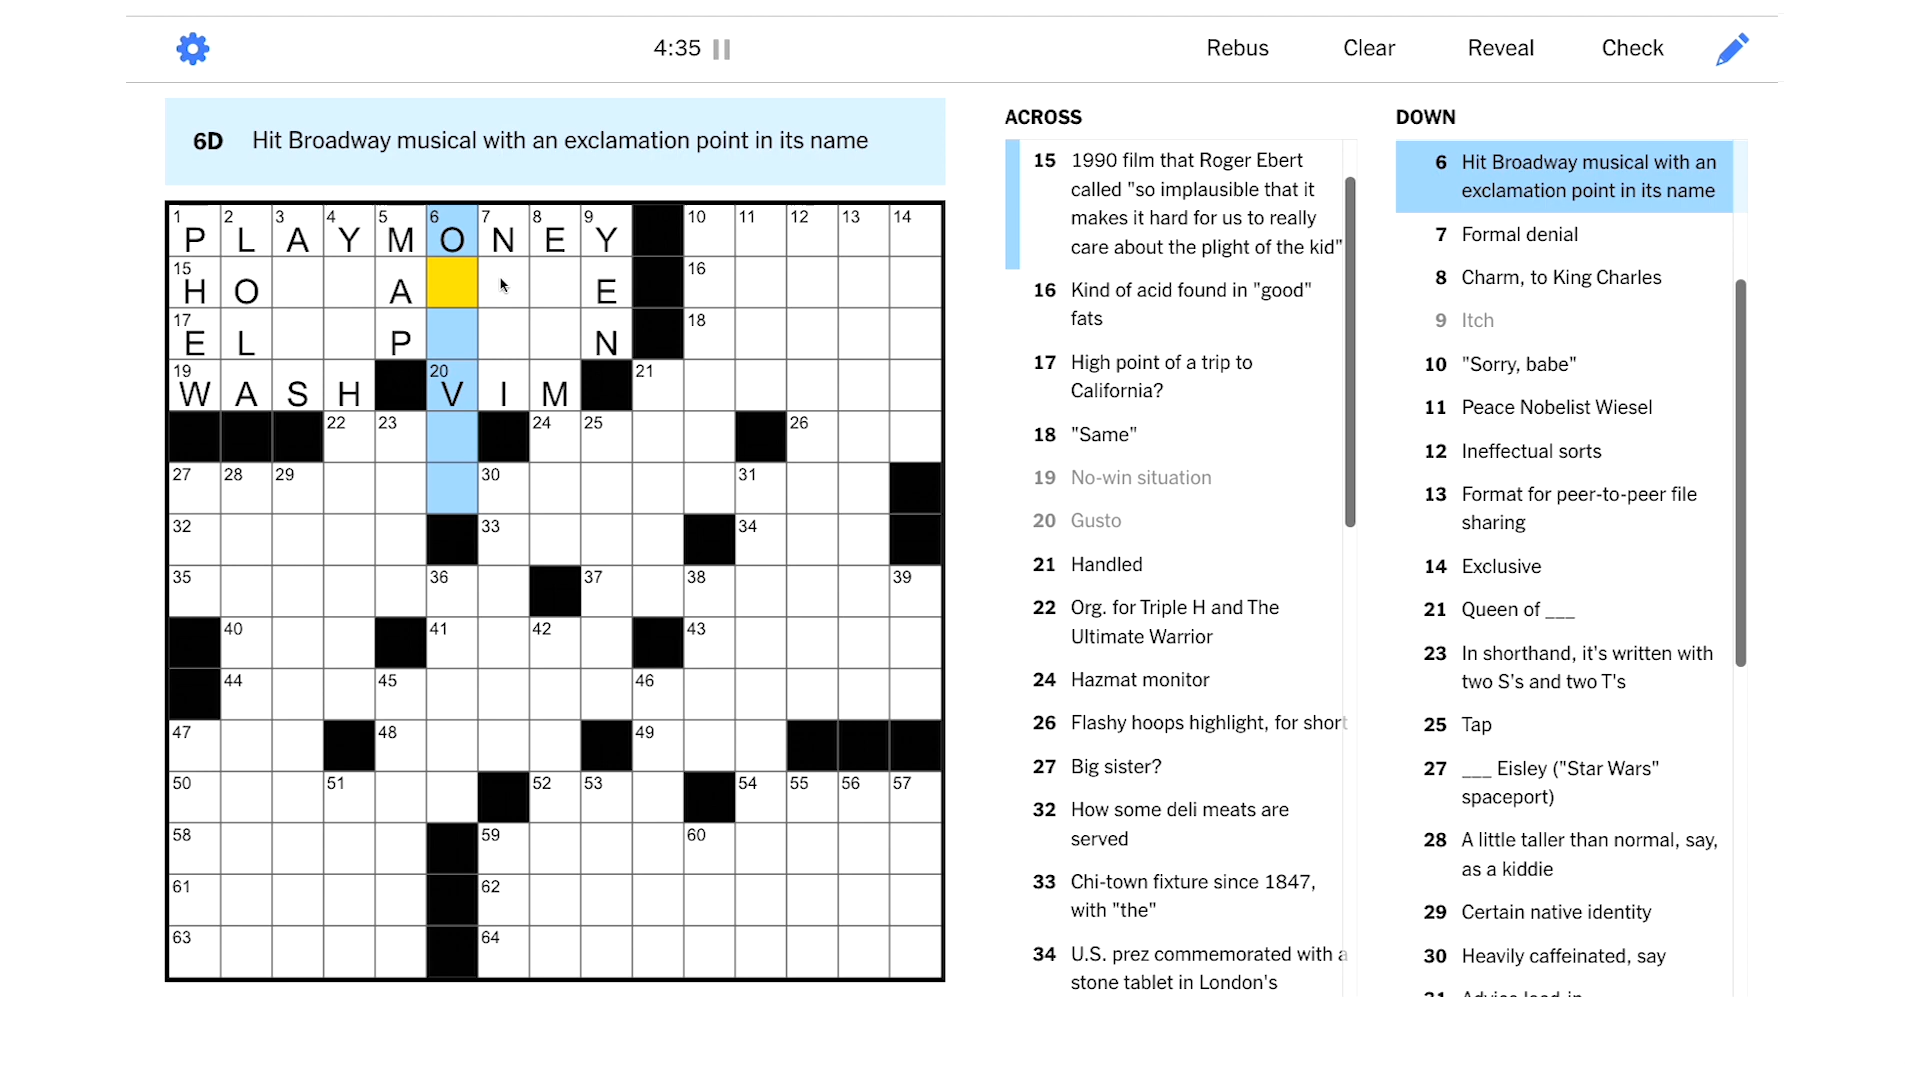 4:35
Rebus Clear Reveal Check
6D Hit Broadway musical with an exclamation point in its name
1 2 3 4 5 6 7 8 9 10 11 12 13 14
P L A Y M O N E Y
15 16
H O A E
17 18
E L P N
19 20 21
W A S H V I M
22 23 24 25 26
27 28 29 30 31
32 33 34
35 36 37 38 39
40 41 42 43
44 45 46
47 48 49
50 51 52 53 54 55 56 57
58 59 60
61 62
63 64
ACROSS
15 1990 film that Roger Ebert
called "so implausible that it
makes it hard for us to really
care about the plight of the kid"
16 Kind of acid found in "good"
fats
17 High point of a trip to
California?
18 "Same"
19 No-win situation
20 Gusto
21 Handled
22 Org. for Triple H and The
Ultimate Warrior
24 Hazmat monitor
26 Flashy hoops highlight, for short
27 Big sister?
32 How some deli meats are
served
33 Chi-town fixture since 1847,
with "the"
34 U.S. prez commemorated with a
stone tablet in London's
DOWN
6 Hit Broadway musical with an
exclamation point in its name
7 Formal denial
8 Charm, to King Charles
9 Itch
10 "Sorry, babe"
11 Peace Nobelist Wiesel
12 Ineffectual sorts
13 Format for peer-to-peer file
sharing
14 Exclusive
21 Queen of ___
23 In shorthand, it's written with
two S's and two T's
25 Tap
27 ___ Eisley ("Star Wars"
spaceport)
28 A little taller than normal, say,
as a kiddie
29 Certain native identity
30 Heavily caffeinated, say